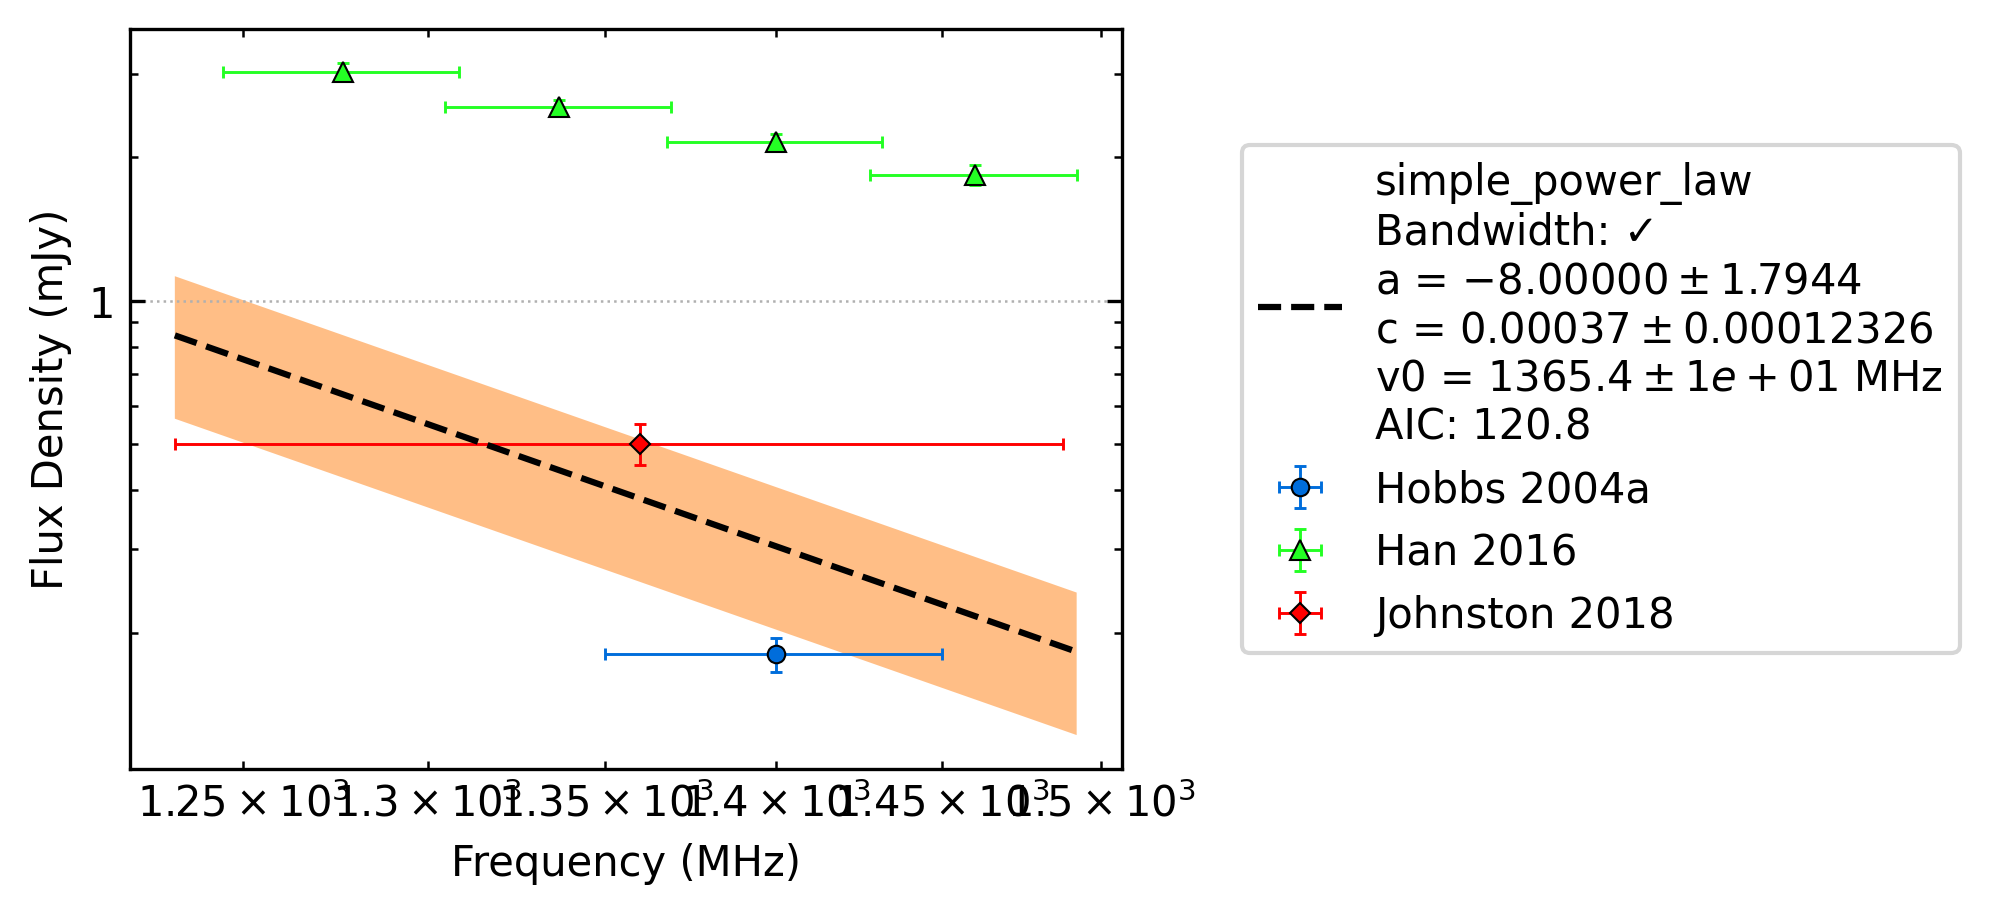 Flux Density (mJy)
1
1.25 × 10³ 1.3 × 10³ 1.35 × 10³ 1.4 × 10³ 1.45 × 10³ 1.5 × 10³
Frequency (MHz)
simple_power_law
Bandwidth: ✓
a = −8.00000 ± 1.7944
c = 0.00037 ± 0.00012326
v0 = 1365.4 ± 1e + 01 MHz
AIC: 120.8
Hobbs 2004a
Han 2016
Johnston 2018